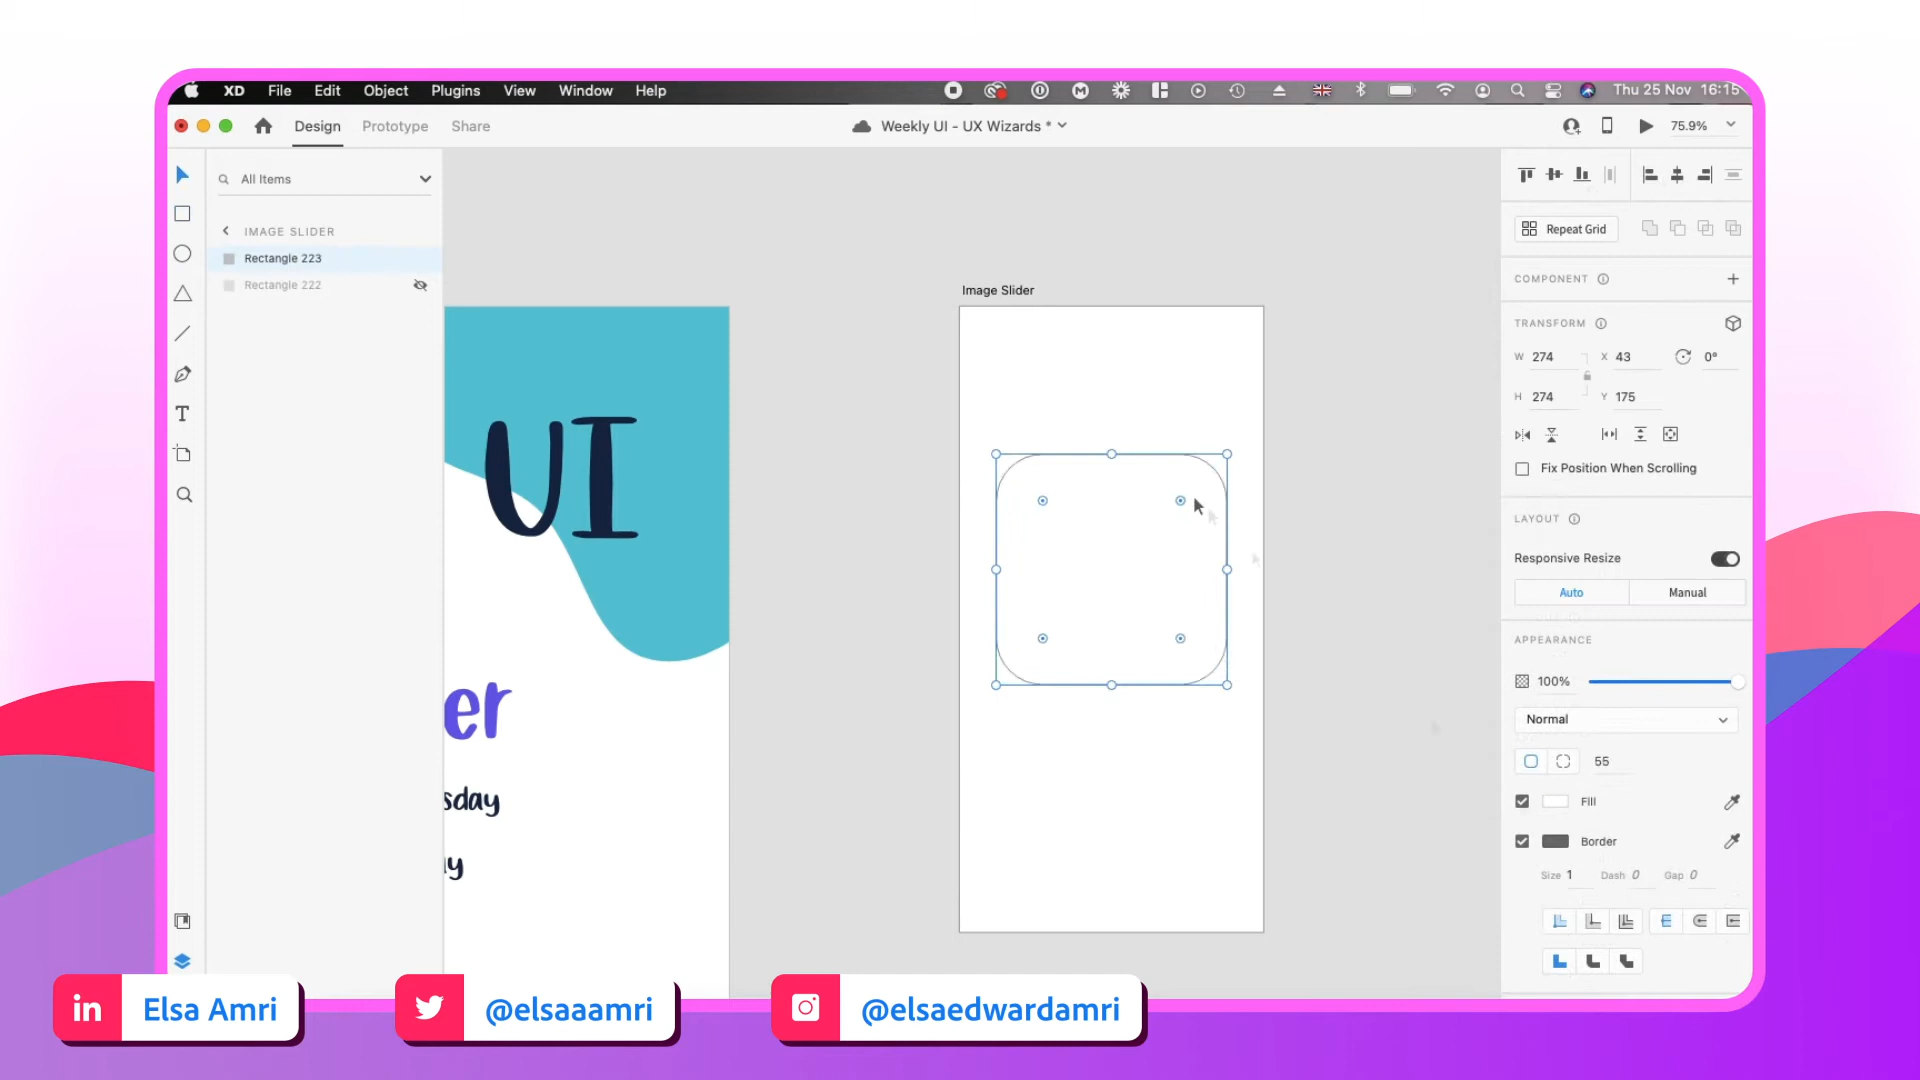 XD File Edit Object Plugins View Window Help Thu 25 Nov 16:15
Design Prototype Share Weekly UI - UX Wizards * 75.9%
All Items
IMAGE SLIDER
Rectangle 223
Rectangle 222
UI
er
sday
Image Slider
Repeat Grid
COMPONENT
TRANSFORM
W 274 X 43 0°
H 274 Y 175
Fix Position When Scrolling
LAYOUT
Responsive Resize
Auto Manual
APPEARANCE
100%
Normal
55
Fill
Border
Size 1 Dash 0 Gap 0
in Elsa Amri
@elsaaamri
@elsaedwardamri